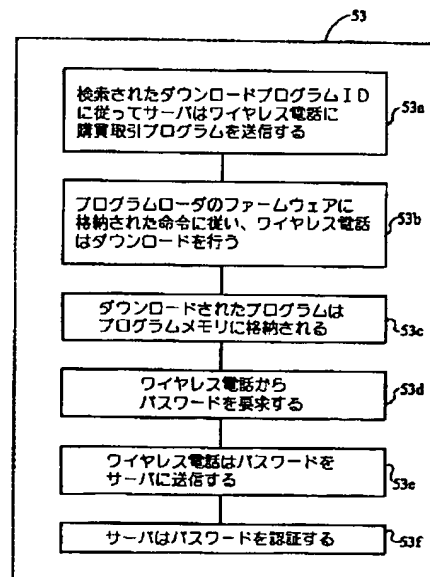 53
検索されたダウンロードプログラムＩＤ
に従ってサーバはワイヤレス電話に
購買取引プログラムを送信する
53a
プログラムローダのファームウェアに
格納された命令に従い、ワイヤレス電話
はダウンロードを行う
53b
ダウンロードされたプログラムは
プログラムメモリに格納される
53c
ワイヤレス電話から
パスワードを要求する
53d
ワイヤレス電話はパスワードを
サーバに送信する
53e
サーバはパスワードを認証する
53f